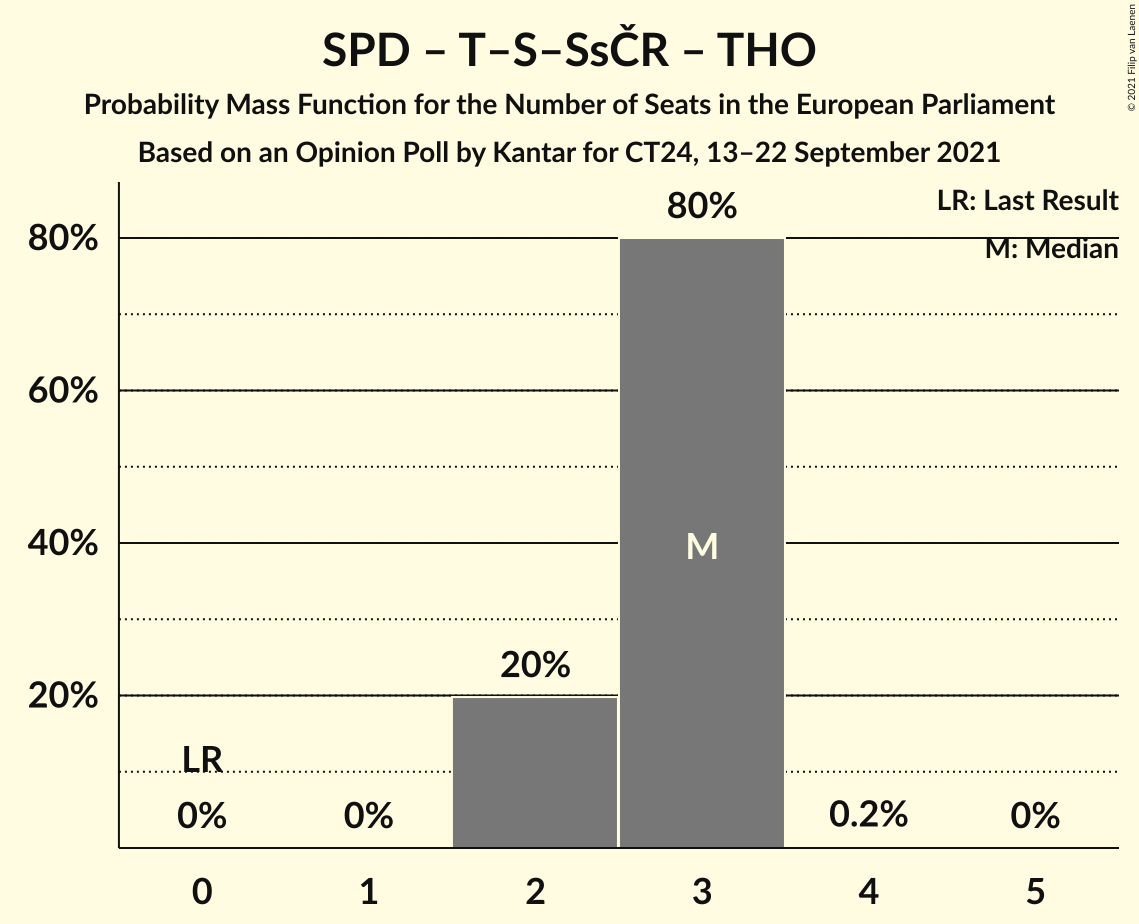 SPD – T–S–SsČR – THO
Probability Mass Function for the Number of Seats in the European Parliament
Based on an Opinion Poll by Kantar for CT24, 13–22 September 2021
© 2021 Filip van Laenen
LR: Last Result
M: Median
80%
80%
60%
40%
M
20%
20%
LR
0%
0%
0.2%
0%
0
1
2
3
4
5